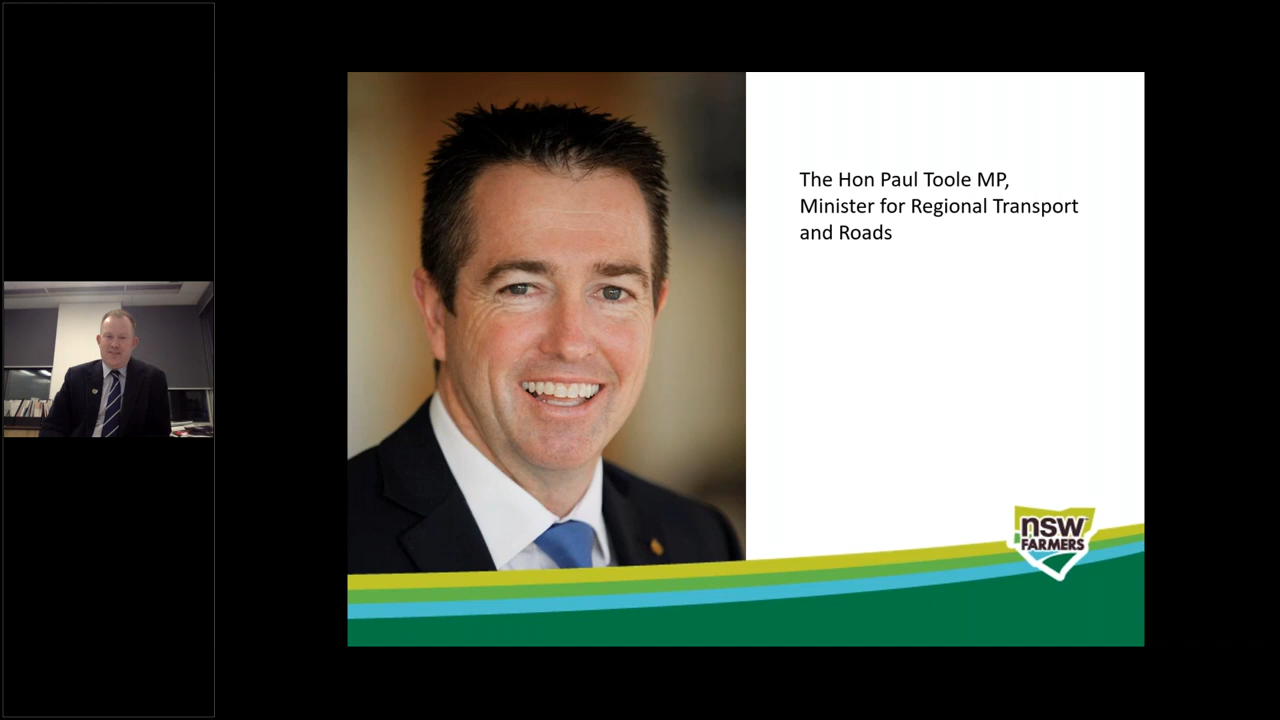 The Hon Paul Toole MP,
Minister for Regional Transport
and Roads
nsw
FARMERS